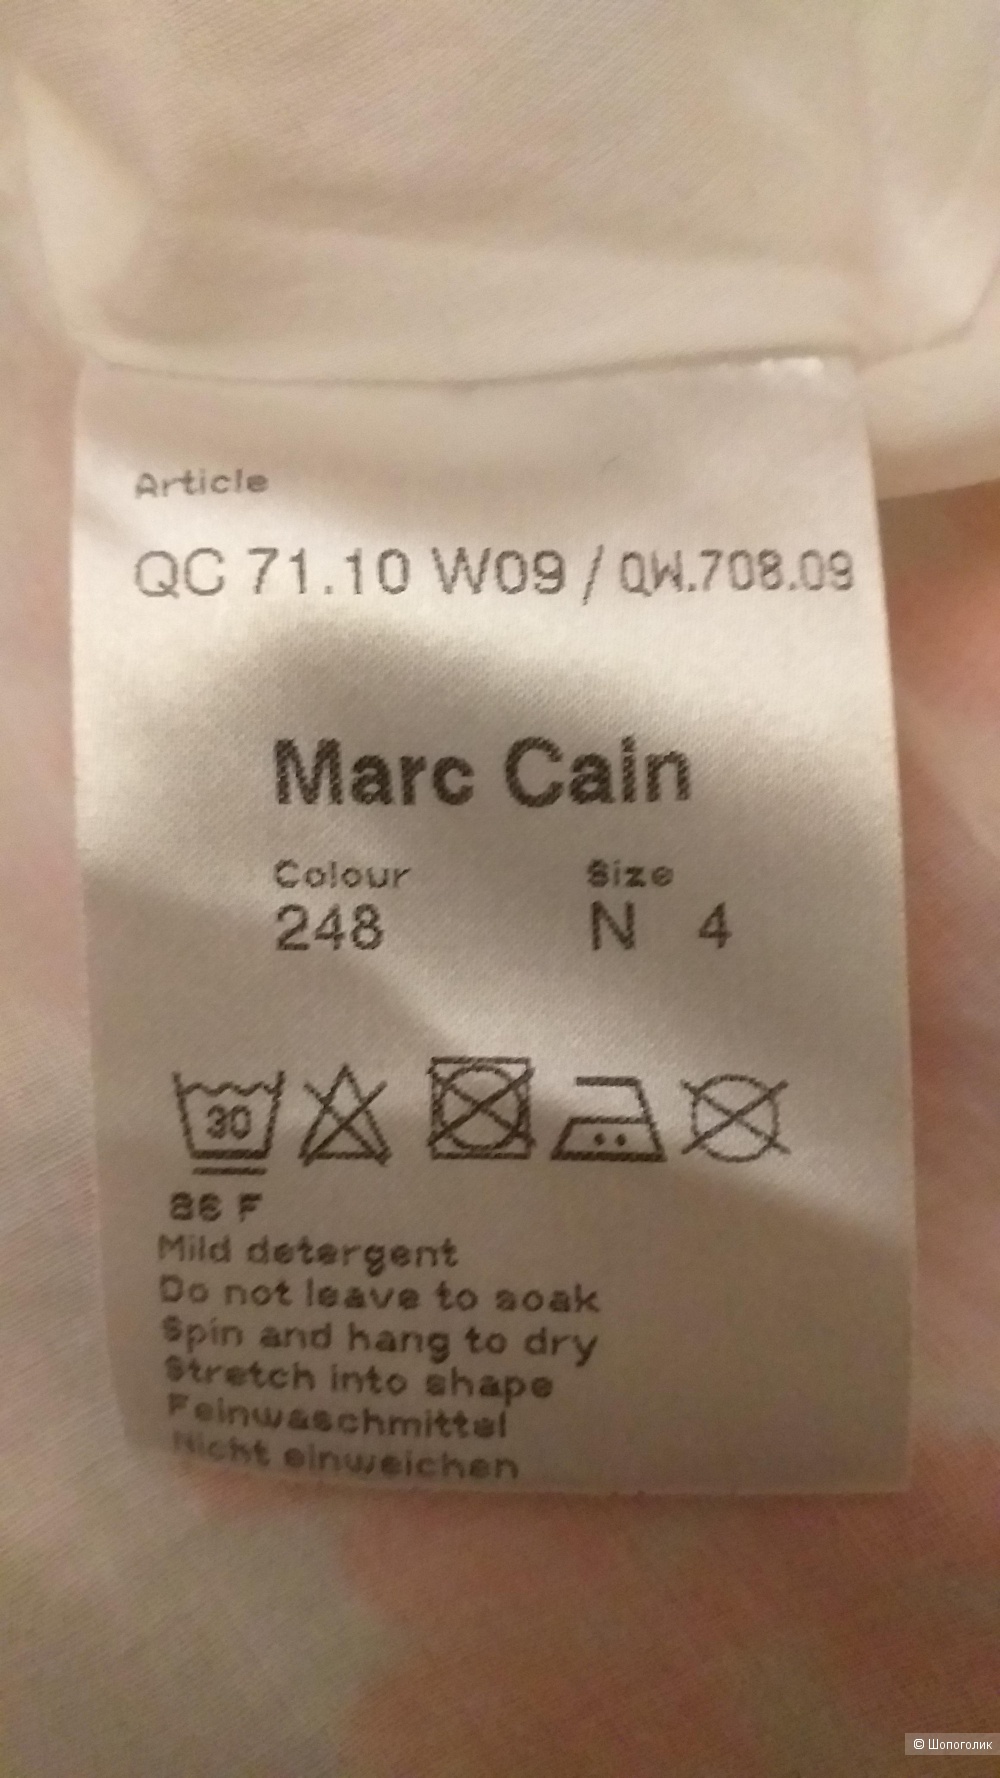 Article
QC 71.10 W09 / QW.708.09
Marc Cain
Colour Size
248 N 4
30
86 F
Mild detergent
Do not leave to soak
Spin and hang to dry
Stretch into shape
Feinwaschmittel
Nicht einweichen
© Шопоголик